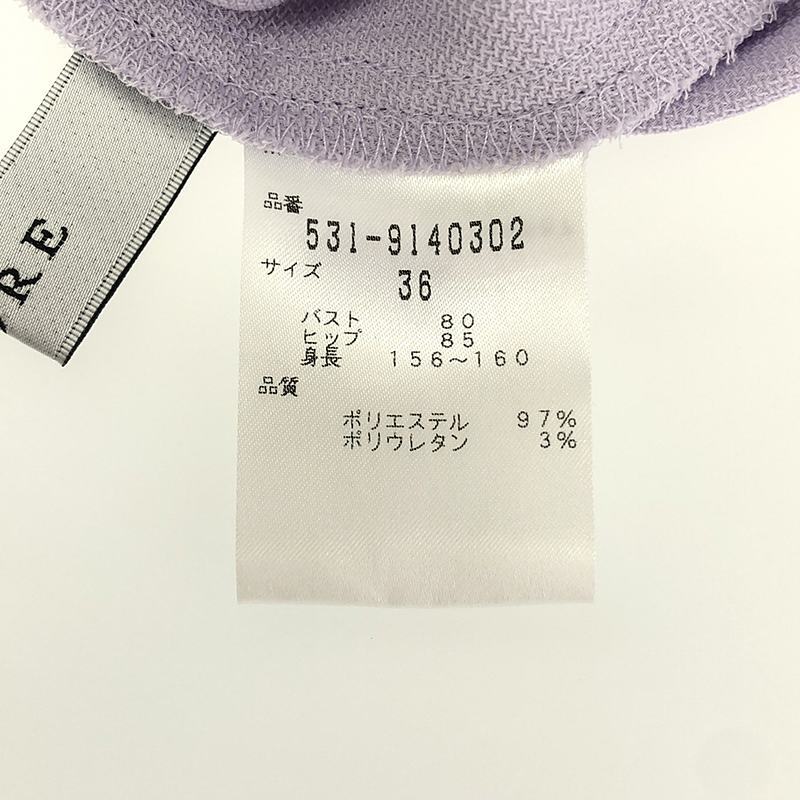 RE
品番
531-9140302
サイズ
36
バスト 80
ヒップ 85
身長 156～160
品質
ポリエステル 97%
ポリウレタン 3%